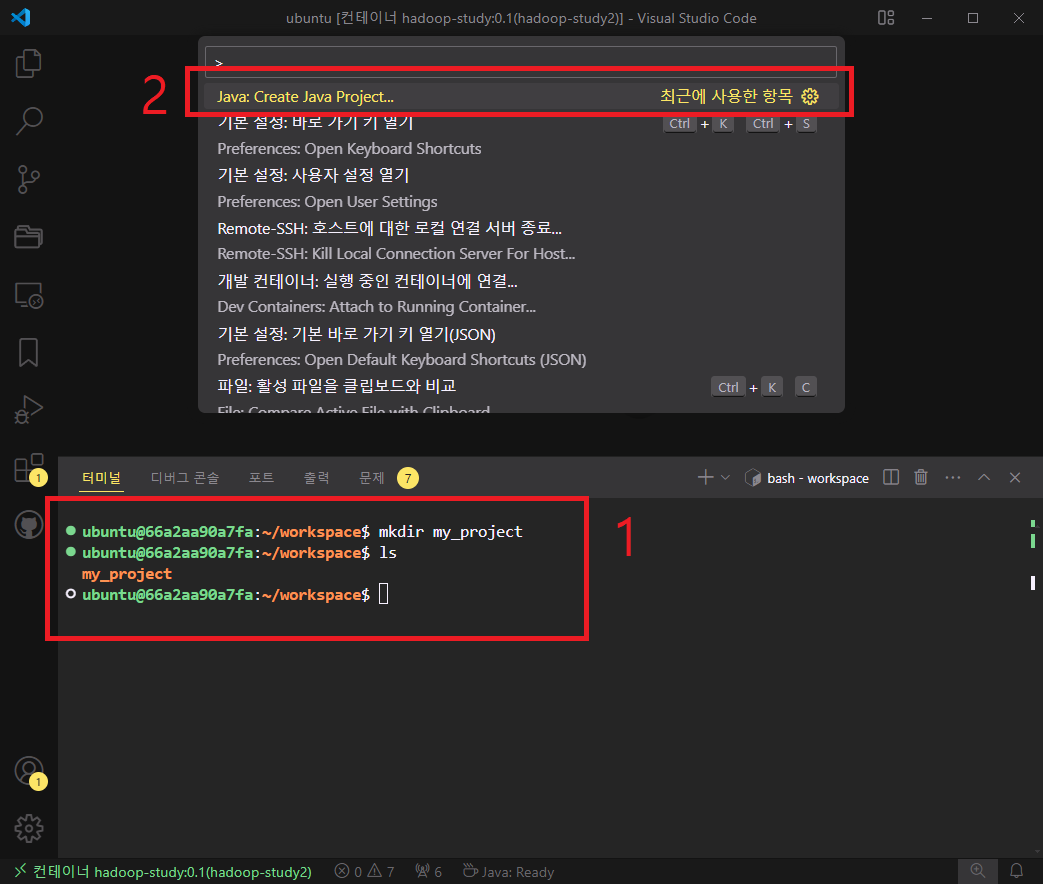 ubuntu [컨테이너 hadoop-study:0.1(hadoop-study2)] - Visual Studio Code
>
2
Java: Create Java Project... 최근에 사용한 항목
기본 설정: 바로 가기 키 열기 Ctrl + K Ctrl + S
Preferences: Open Keyboard Shortcuts
기본 설정: 사용자 설정 열기
Preferences: Open User Settings
Remote-SSH: 호스트에 대한 로컬 연결 서버 종료...
Remote-SSH: Kill Local Connection Server For Host...
개발 컨테이너: 실행 중인 컨테이너에 연결...
Dev Containers: Attach to Running Container...
기본 설정: 기본 바로 가기 키 열기(JSON)
Preferences: Open Default Keyboard Shortcuts (JSON)
파일: 활성 파일을 클립보드와 비교 Ctrl + K C
File: Compare Active File with Clipboard
1
터미널 디버그 콘솔 포트 출력 문제 7 bash - workspace
1
ubuntu@66a2aa90a7fa:~/workspace$ mkdir my_project
ubuntu@66a2aa90a7fa:~/workspace$ ls
my_project
ubuntu@66a2aa90a7fa:~/workspace$
1
컨테이너 hadoop-study:0.1(hadoop-study2) 0 7 6 Java: Ready